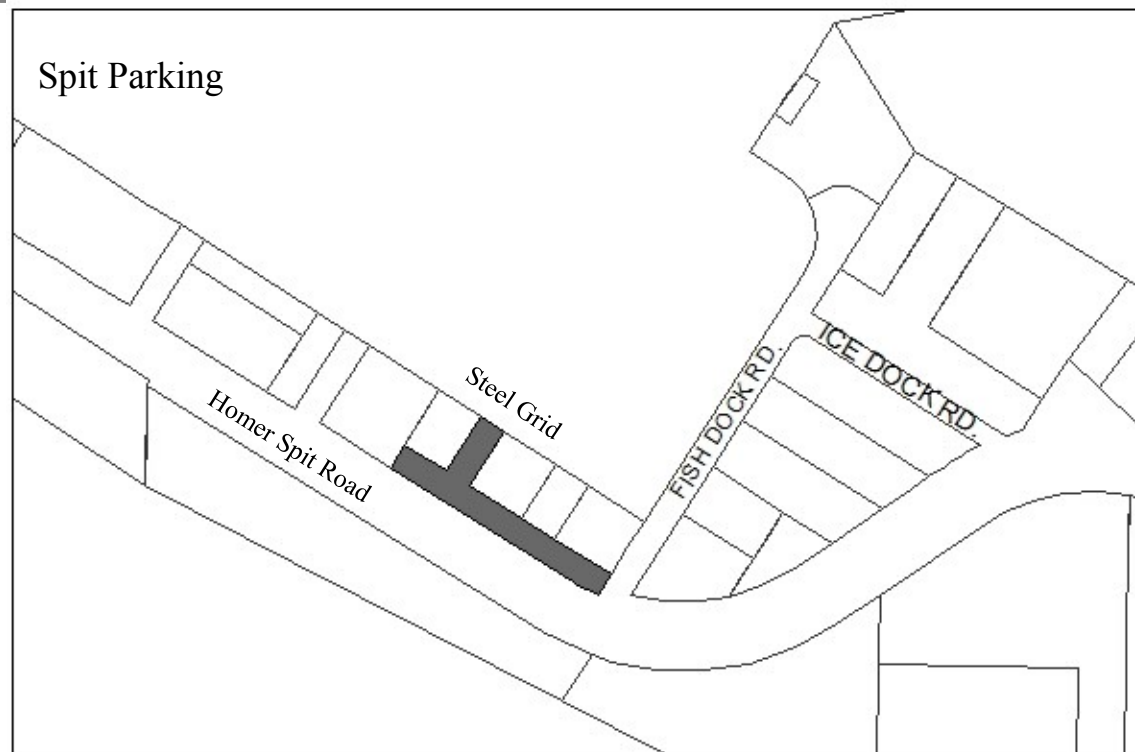 Spit Parking
Steel Grid
Homer Spit Road
FISH DOCK RD.
ICE DOCK RD.